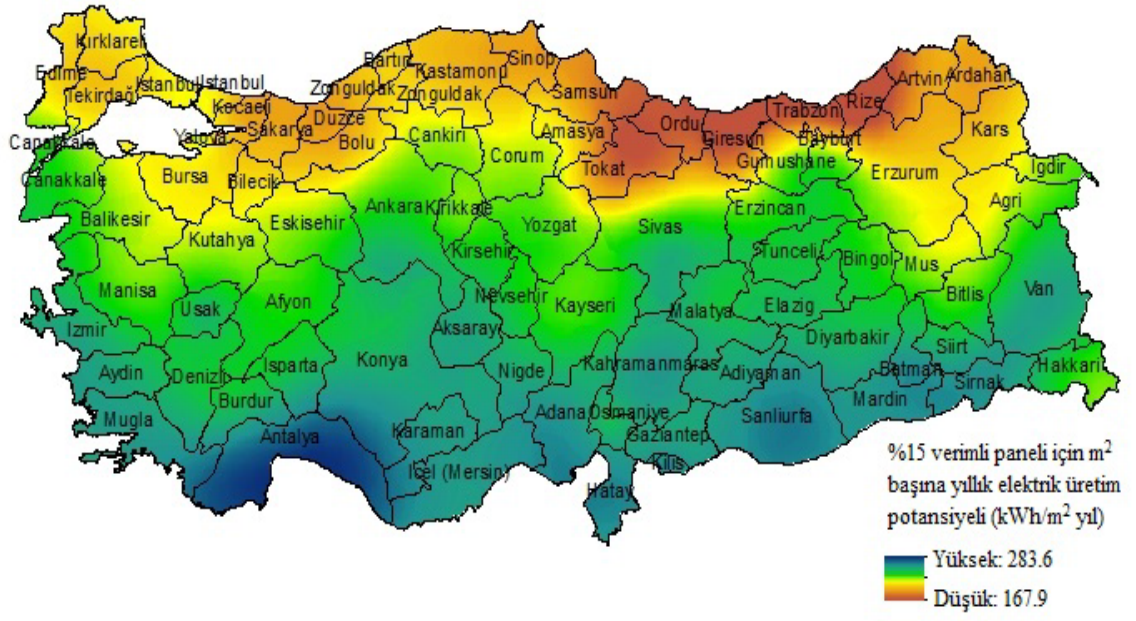 Kırklareli
Edirne
Tekirdağ
Istanbul
Istanbul
Kocaeli
Yalova
Sakarya
Duzce
Bolu
Zonguldak
Bartın
Kastamonu
Zonguldak
Sinop
Samsun
Cankiri
Corum
Amasya
Tokat
Ordu
Giresun
Trabzon
Rize
Artvin
Ardahan
Kars
Bayburt
Gumushane
Erzurum
Igdir
Agri
Canakkale
Canakkale
Balikesir
Bursa
Bilecik
Kutahya
Eskisehir
Ankara
Kirikkale
Kirsehir
Yozgat
Sivas
Erzincan
Tunceli
Bingol
Mus
Bitlis
Van
Manisa
Usak
Afyon
Izmir
Aydin
Denizli
Isparta
Burdur
Mugla
Antalya
Konya
Aksaray
Nevsehir
Kayseri
Nigde
Karaman
Icel (Mersin)
Adana
Osmaniye
Hatay
Kilis
Gaziantep
Kahramanmaras
Malatya
Elazig
Adiyaman
Sanliurfa
Diyarbakir
Mardin
Batman
Siirt
Sirnak
Hakkari
%15 verimli paneli için m²
başına yıllık elektrik üretim
potansiyeli (kWh/m² yıl)
Yüksek: 283.6
Düşük: 167.9